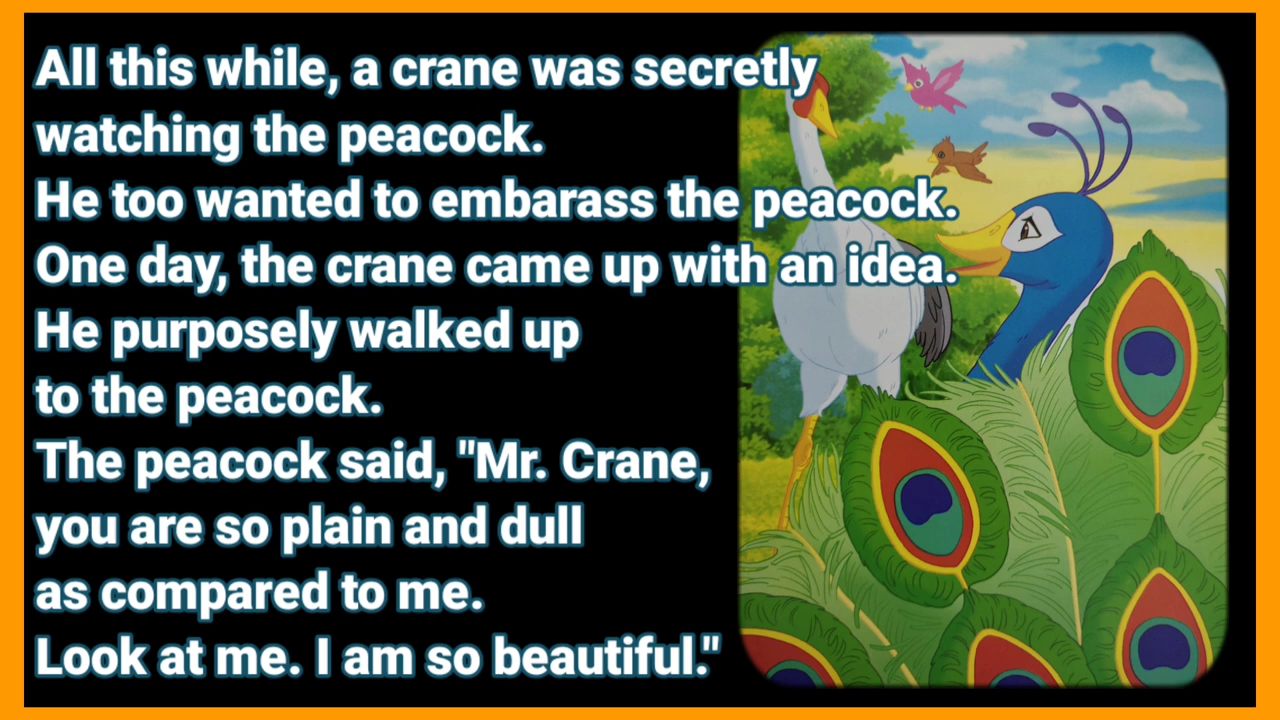 All this while, a crane was secretly
watching the peacock.
He too wanted to embarass the peacock.
One day, the crane came up with an idea.
He purposely walked up
to the peacock.
The peacock said, "Mr. Crane,
you are so plain and dull
as compared to me.
Look at me. I am so beautiful."